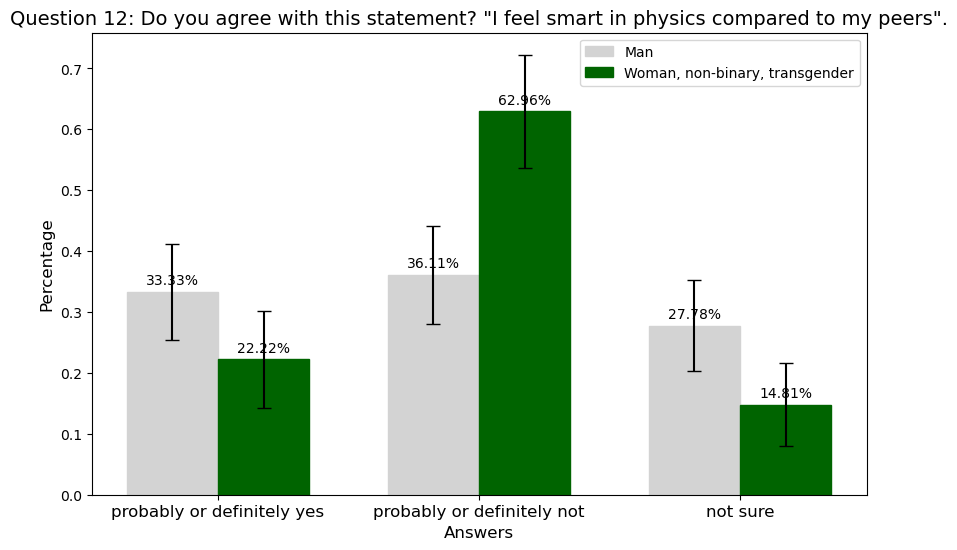 Question 12: Do you agree with this statement? "I feel smart in physics compared to my peers".
Man
Woman, non-binary, transgender
0.7
0.6
0.5
0.4
0.3
0.2
0.1
0.0
Percentage
33.33%
22.22%
36.11%
62.96%
27.78%
14.81%
probably or definitely yes
probably or definitely not
not sure
Answers